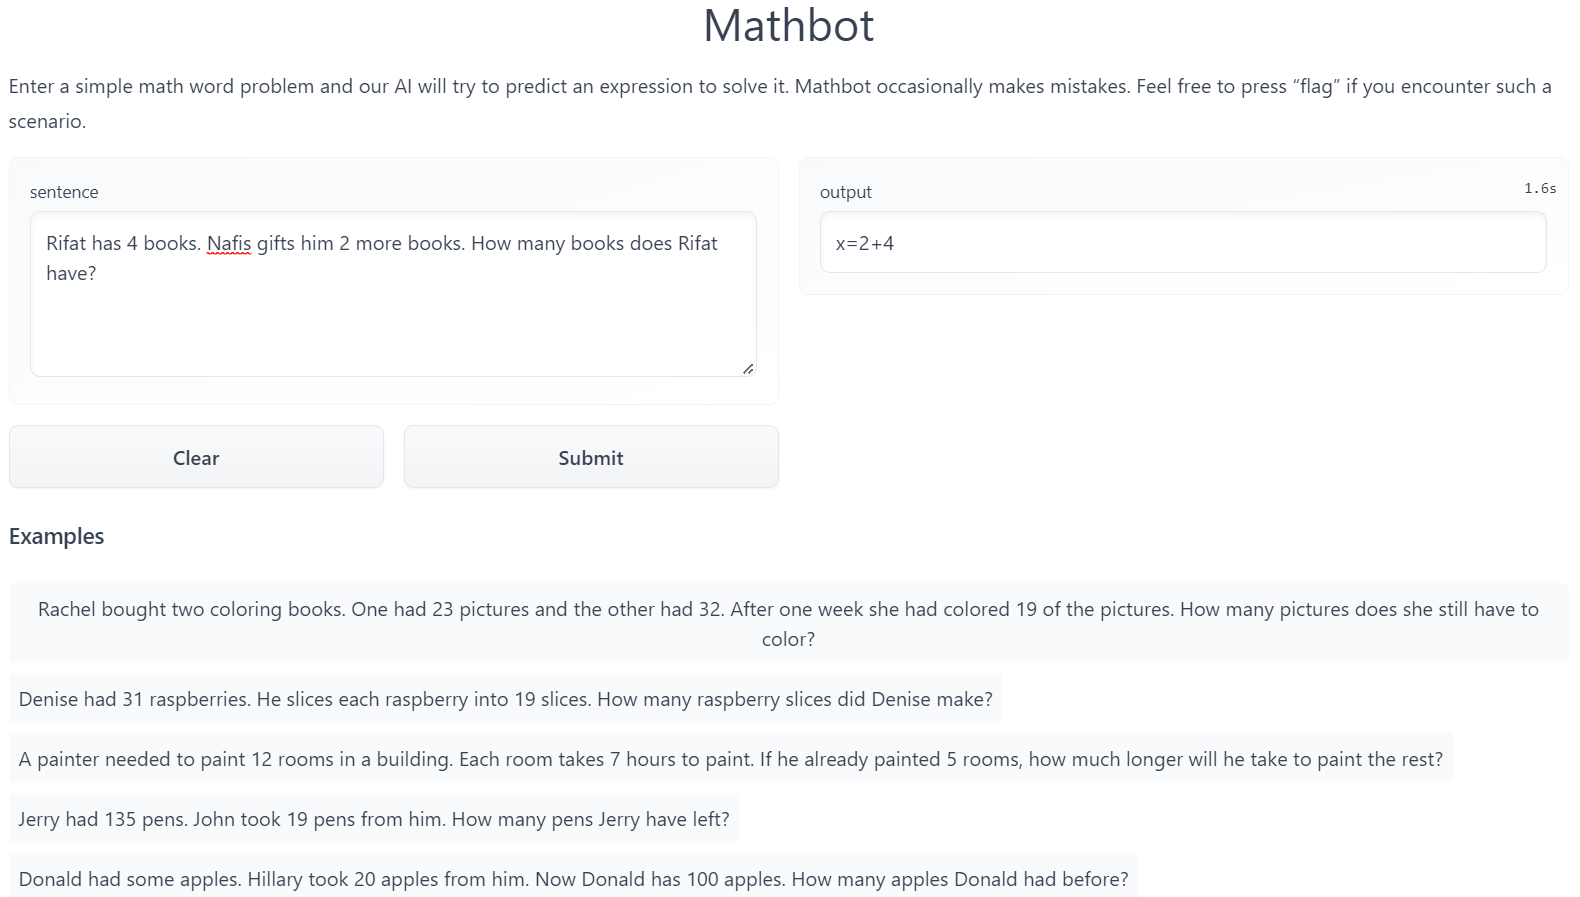 Mathbot
Enter a simple math word problem and our AI will try to predict an expression to solve it. Mathbot occasionally makes mistakes. Feel free to press “flag” if you encounter such a
scenario.
sentence
Rifat has 4 books. Nafis gifts him 2 more books. How many books does Rifat
have?
output
1.6s
x=2+4
Clear
Submit
Examples
Rachel bought two coloring books. One had 23 pictures and the other had 32. After one week she had colored 19 of the pictures. How many pictures does she still have to
color?
Denise had 31 raspberries. He slices each raspberry into 19 slices. How many raspberry slices did Denise make?
A painter needed to paint 12 rooms in a building. Each room takes 7 hours to paint. If he already painted 5 rooms, how much longer will he take to paint the rest?
Jerry had 135 pens. John took 19 pens from him. How many pens Jerry have left?
Donald had some apples. Hillary took 20 apples from him. Now Donald has 100 apples. How many apples Donald had before?